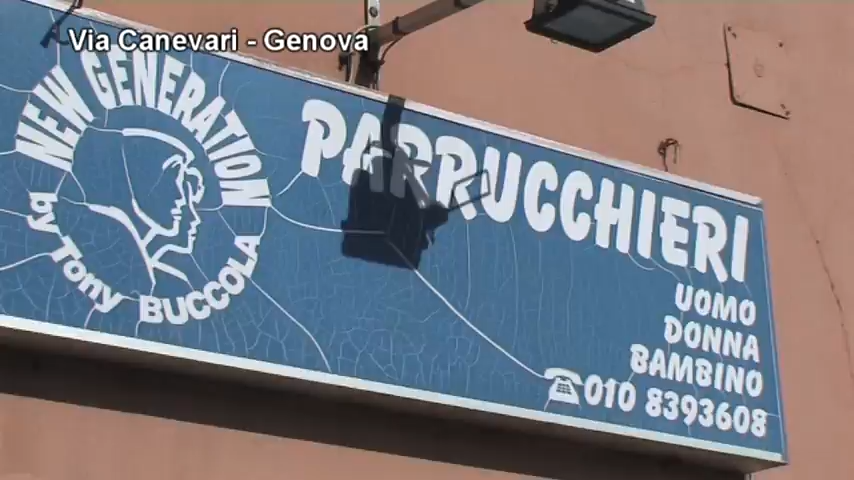 Via Canevari - Genova
NEW GENERATION
by Tony BUCCOLA
PARRUCCHIERI
UOMO
DONNA
BAMBINO
010 8393608